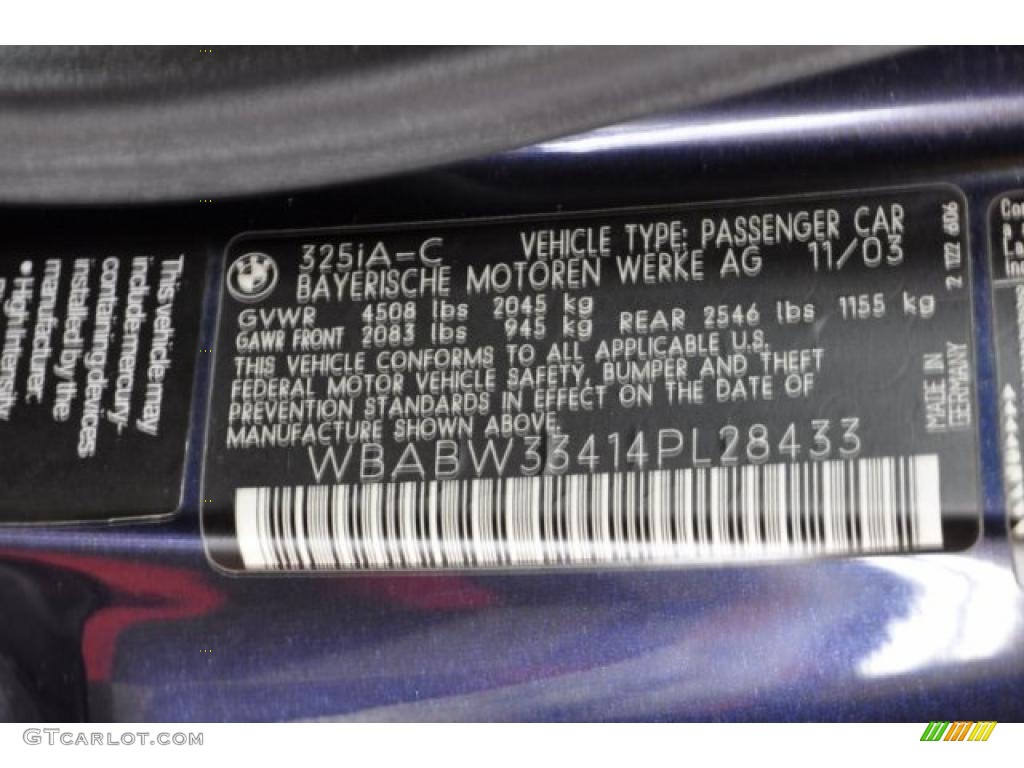 325iA-C VEHICLE TYPE: PASSENGER CAR
BAYERISCHE MOTOREN WERKE AG 11/03
GVWR 4508 lbs 2045 kg
GAWR FRONT 2083 lbs 945 kg REAR 2546 lbs 1155 kg
THIS VEHICLE CONFORMS TO ALL APPLICABLE U.S.
FEDERAL MOTOR VEHICLE SAFETY, BUMPER AND THEFT
PREVENTION STANDARDS IN EFFECT ON THE DATE OF
MANUFACTURE SHOWN ABOVE.
WBABW33414PL28433
MADE IN
GERMANY
This vehicle may
include mercury-
containing devices
installed by the
manufacturer:
• High Intensity
GTcarlot.com